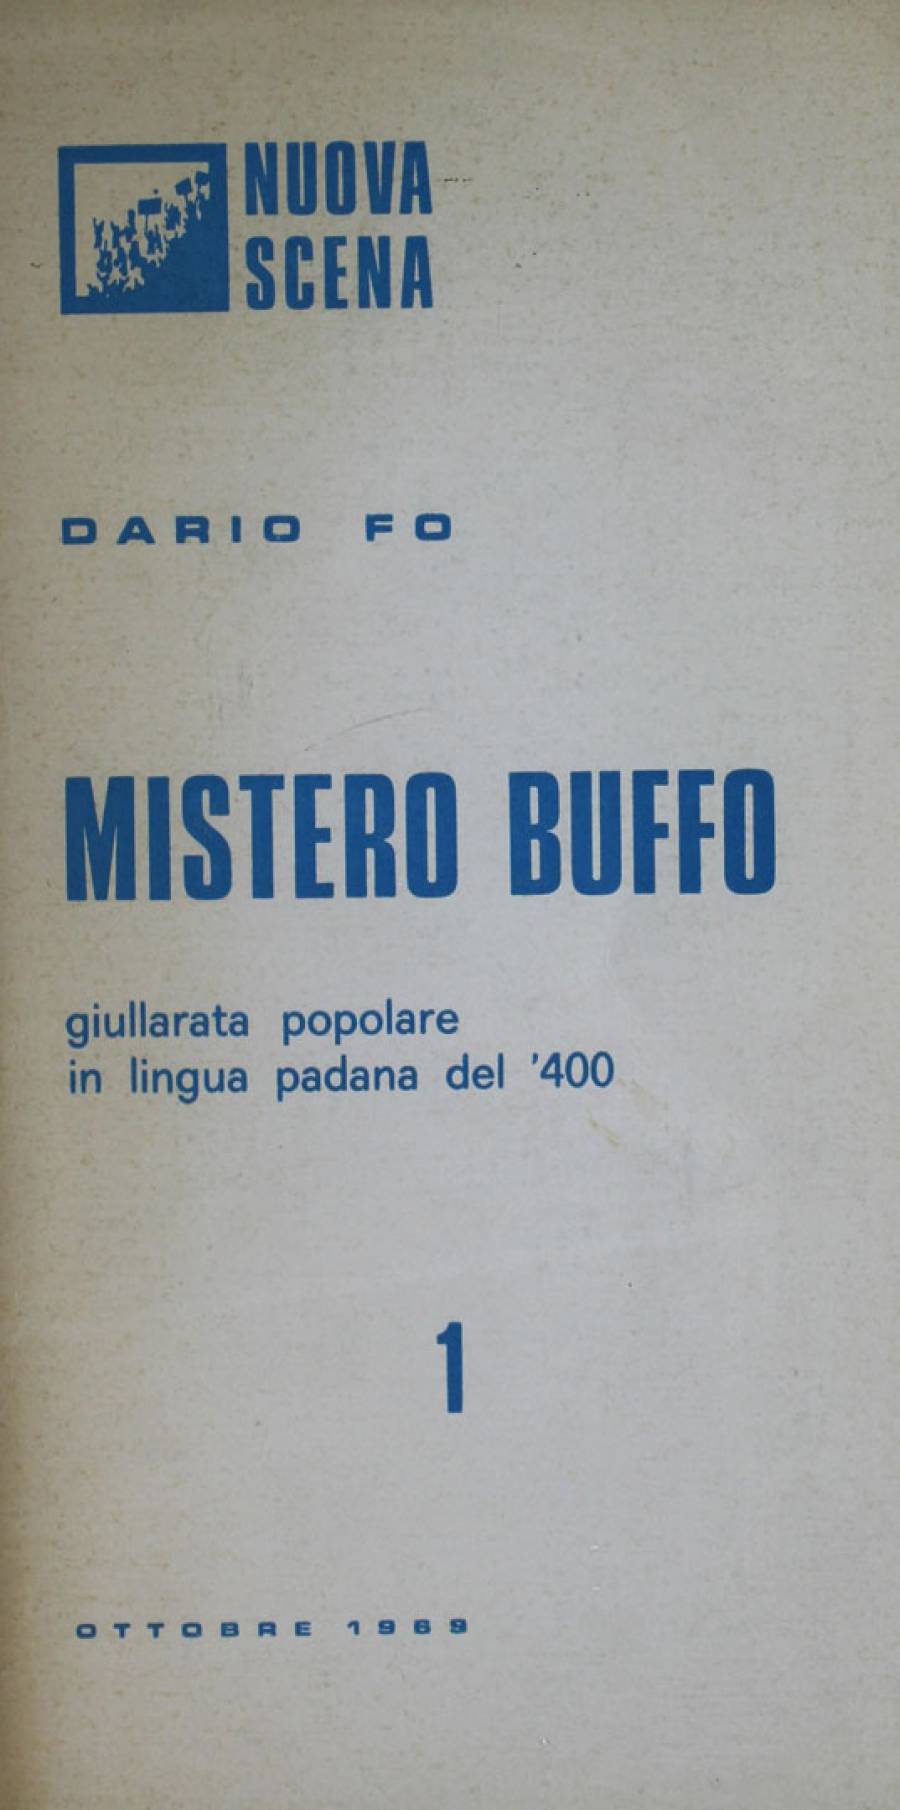 NUOVA
SCENA
DARIO FO
MISTERO BUFFO
giullarata popolare
in lingua padana del '400
1
OTTOBRE 1969